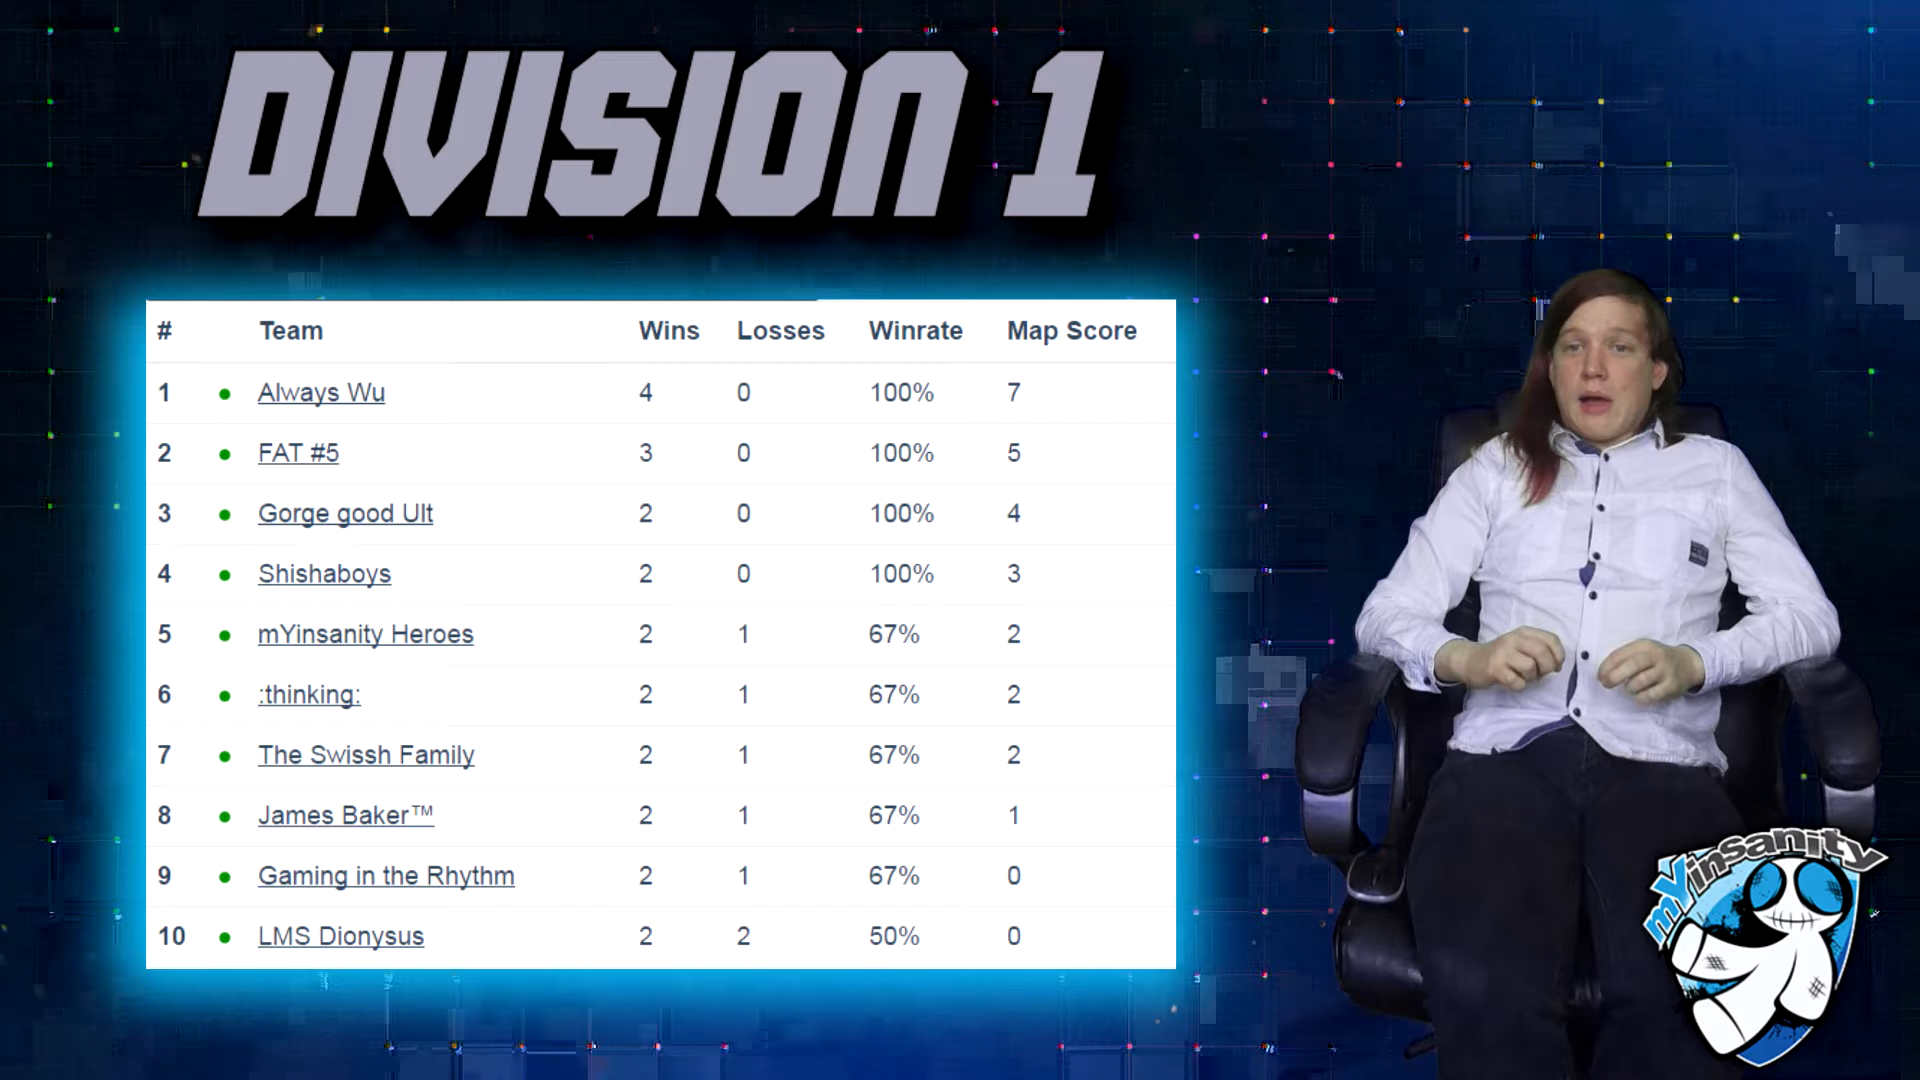 DIVISION 1
# Team Wins Losses Winrate Map Score
1 Always Wu 4 0 100% 7
2 FAT #5 3 0 100% 5
3 Gorge good Ult 2 0 100% 4
4 Shishaboys 2 0 100% 3
5 mYinsanity Heroes 2 1 67% 2
6 :thinking: 2 1 67% 2
7 The Swissh Family 2 1 67% 2
8 James Baker™ 2 1 67% 1
9 Gaming in the Rhythm 2 1 67% 0
10 LMS Dionysus 2 2 50% 0
mYinsanity